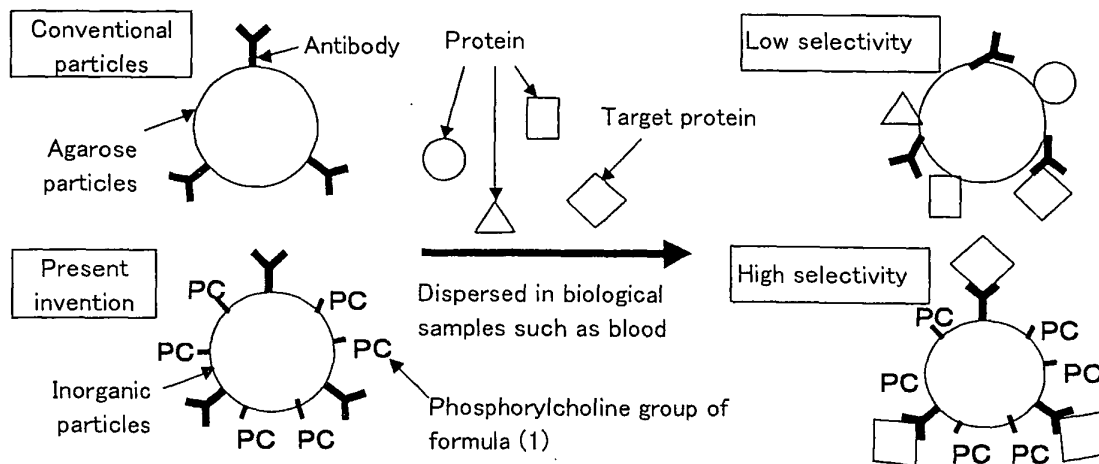 Conventional
particles
Antibody
Agarose
particles
Protein
Target protein
Low selectivity
Present
invention
PC
PC
PC
PC
PC
PC
Inorganic
particles
Dispersed in biological
samples such as blood
Phosphorylcholine group of
formula (1)
High selectivity
PC
PC
PC
PC
PC
PC